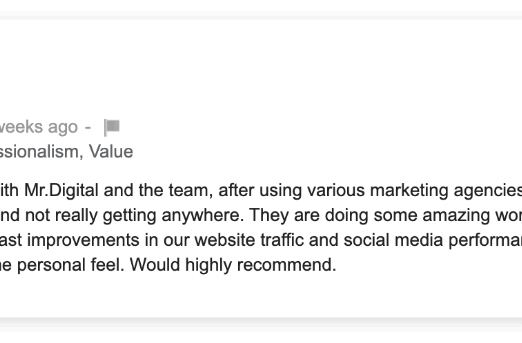 weeks ago -
ssionalism, Value
ith Mr.Digital and the team, after using various marketing agencies
nd not really getting anywhere. They are doing some amazing wor
ast improvements in our website traffic and social media performa
e personal feel. Would highly recommend.